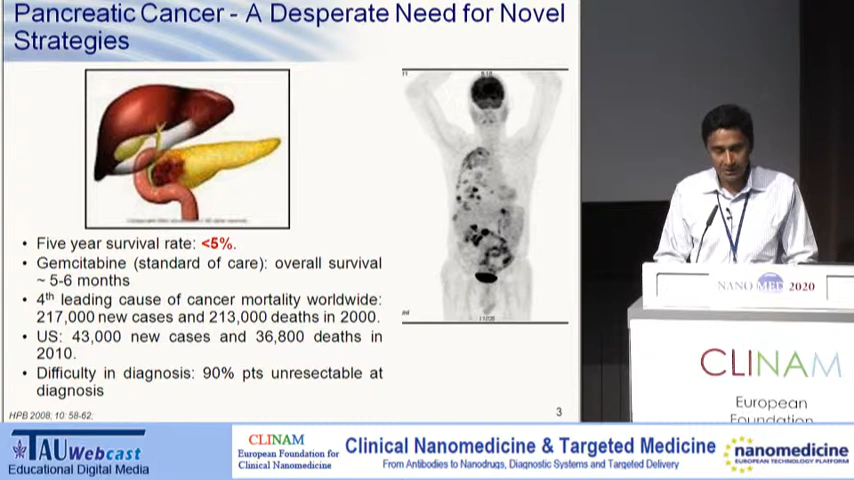 Pancreatic Cancer - A Desperate Need for Novel
Strategies
• Five year survival rate: <5%.
• Gemcitabine (standard of care): overall survival
~ 5-6 months
• 4th leading cause of cancer mortality worldwide:
217,000 new cases and 213,000 deaths in 2000.
• US: 43,000 new cases and 36,800 deaths in
2010.
• Difficulty in diagnosis: 90% pts unresectable at
diagnosis
HPB 2008; 10: 58-62;
3
NANO MED 2020
CLINAM
European
Foundation
TAU Webcast
Educational Digital Media
CLINAM
European Foundation for
Clinical Nanomedicine
Clinical Nanomedicine & Targeted Medicine
From Antibodies to Nanodrugs, Diagnostic Systems and Targeted Delivery
nanomedicine
EUROPEAN TECHNOLOGY PLATFORM